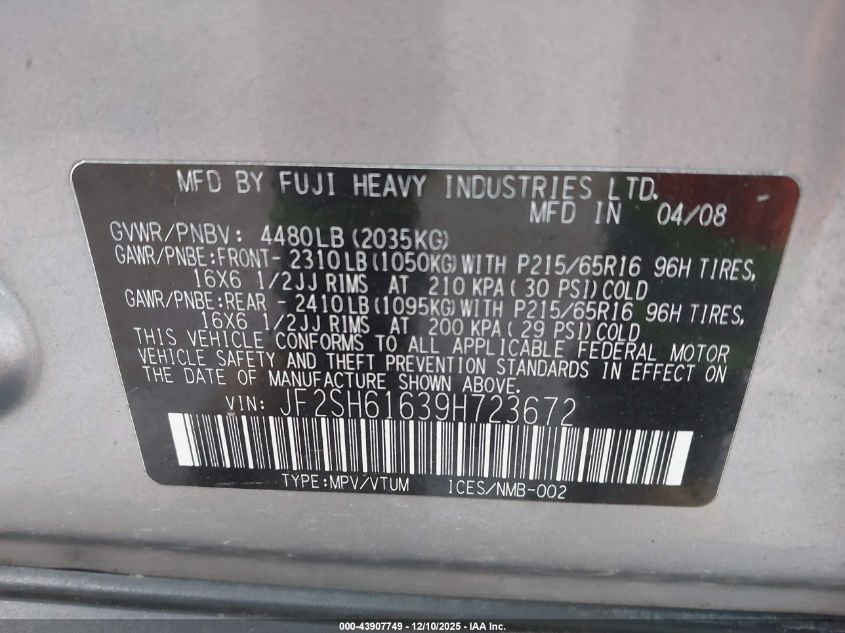 MFD BY FUJI HEAVY INDUSTRIES LTD.
MFD IN 04/08
GVWR/PNBV: 4480LB(2035KG)
GAWR/PNBE:FRONT- 2310LB(1050KG)WITH P215/65R16 96H TIRES,
16X6 1/2JJ RIMS AT 210 KPA(30 PSI)COLD
GAWR/PNBE:REAR - 2410LB(1095KG)WITH P215/65R16 96H TIRES,
16X6 1/2JJ RIMS AT 200 KPA(29 PSI)COLD
THIS VEHICLE CONFORMS TO ALL APPLICABLE FEDERAL MOTOR
VEHICLE SAFETY AND THEFT PREVENTION STANDARDS IN EFFECT ON
THE DATE OF MANUFACTURE SHOWN ABOVE.
VIN: JF2SH61639H723672
TYPE:MPV/VTUM ICES/NMB-002
000-43907749 - 12/10/2025 - IAA Inc.